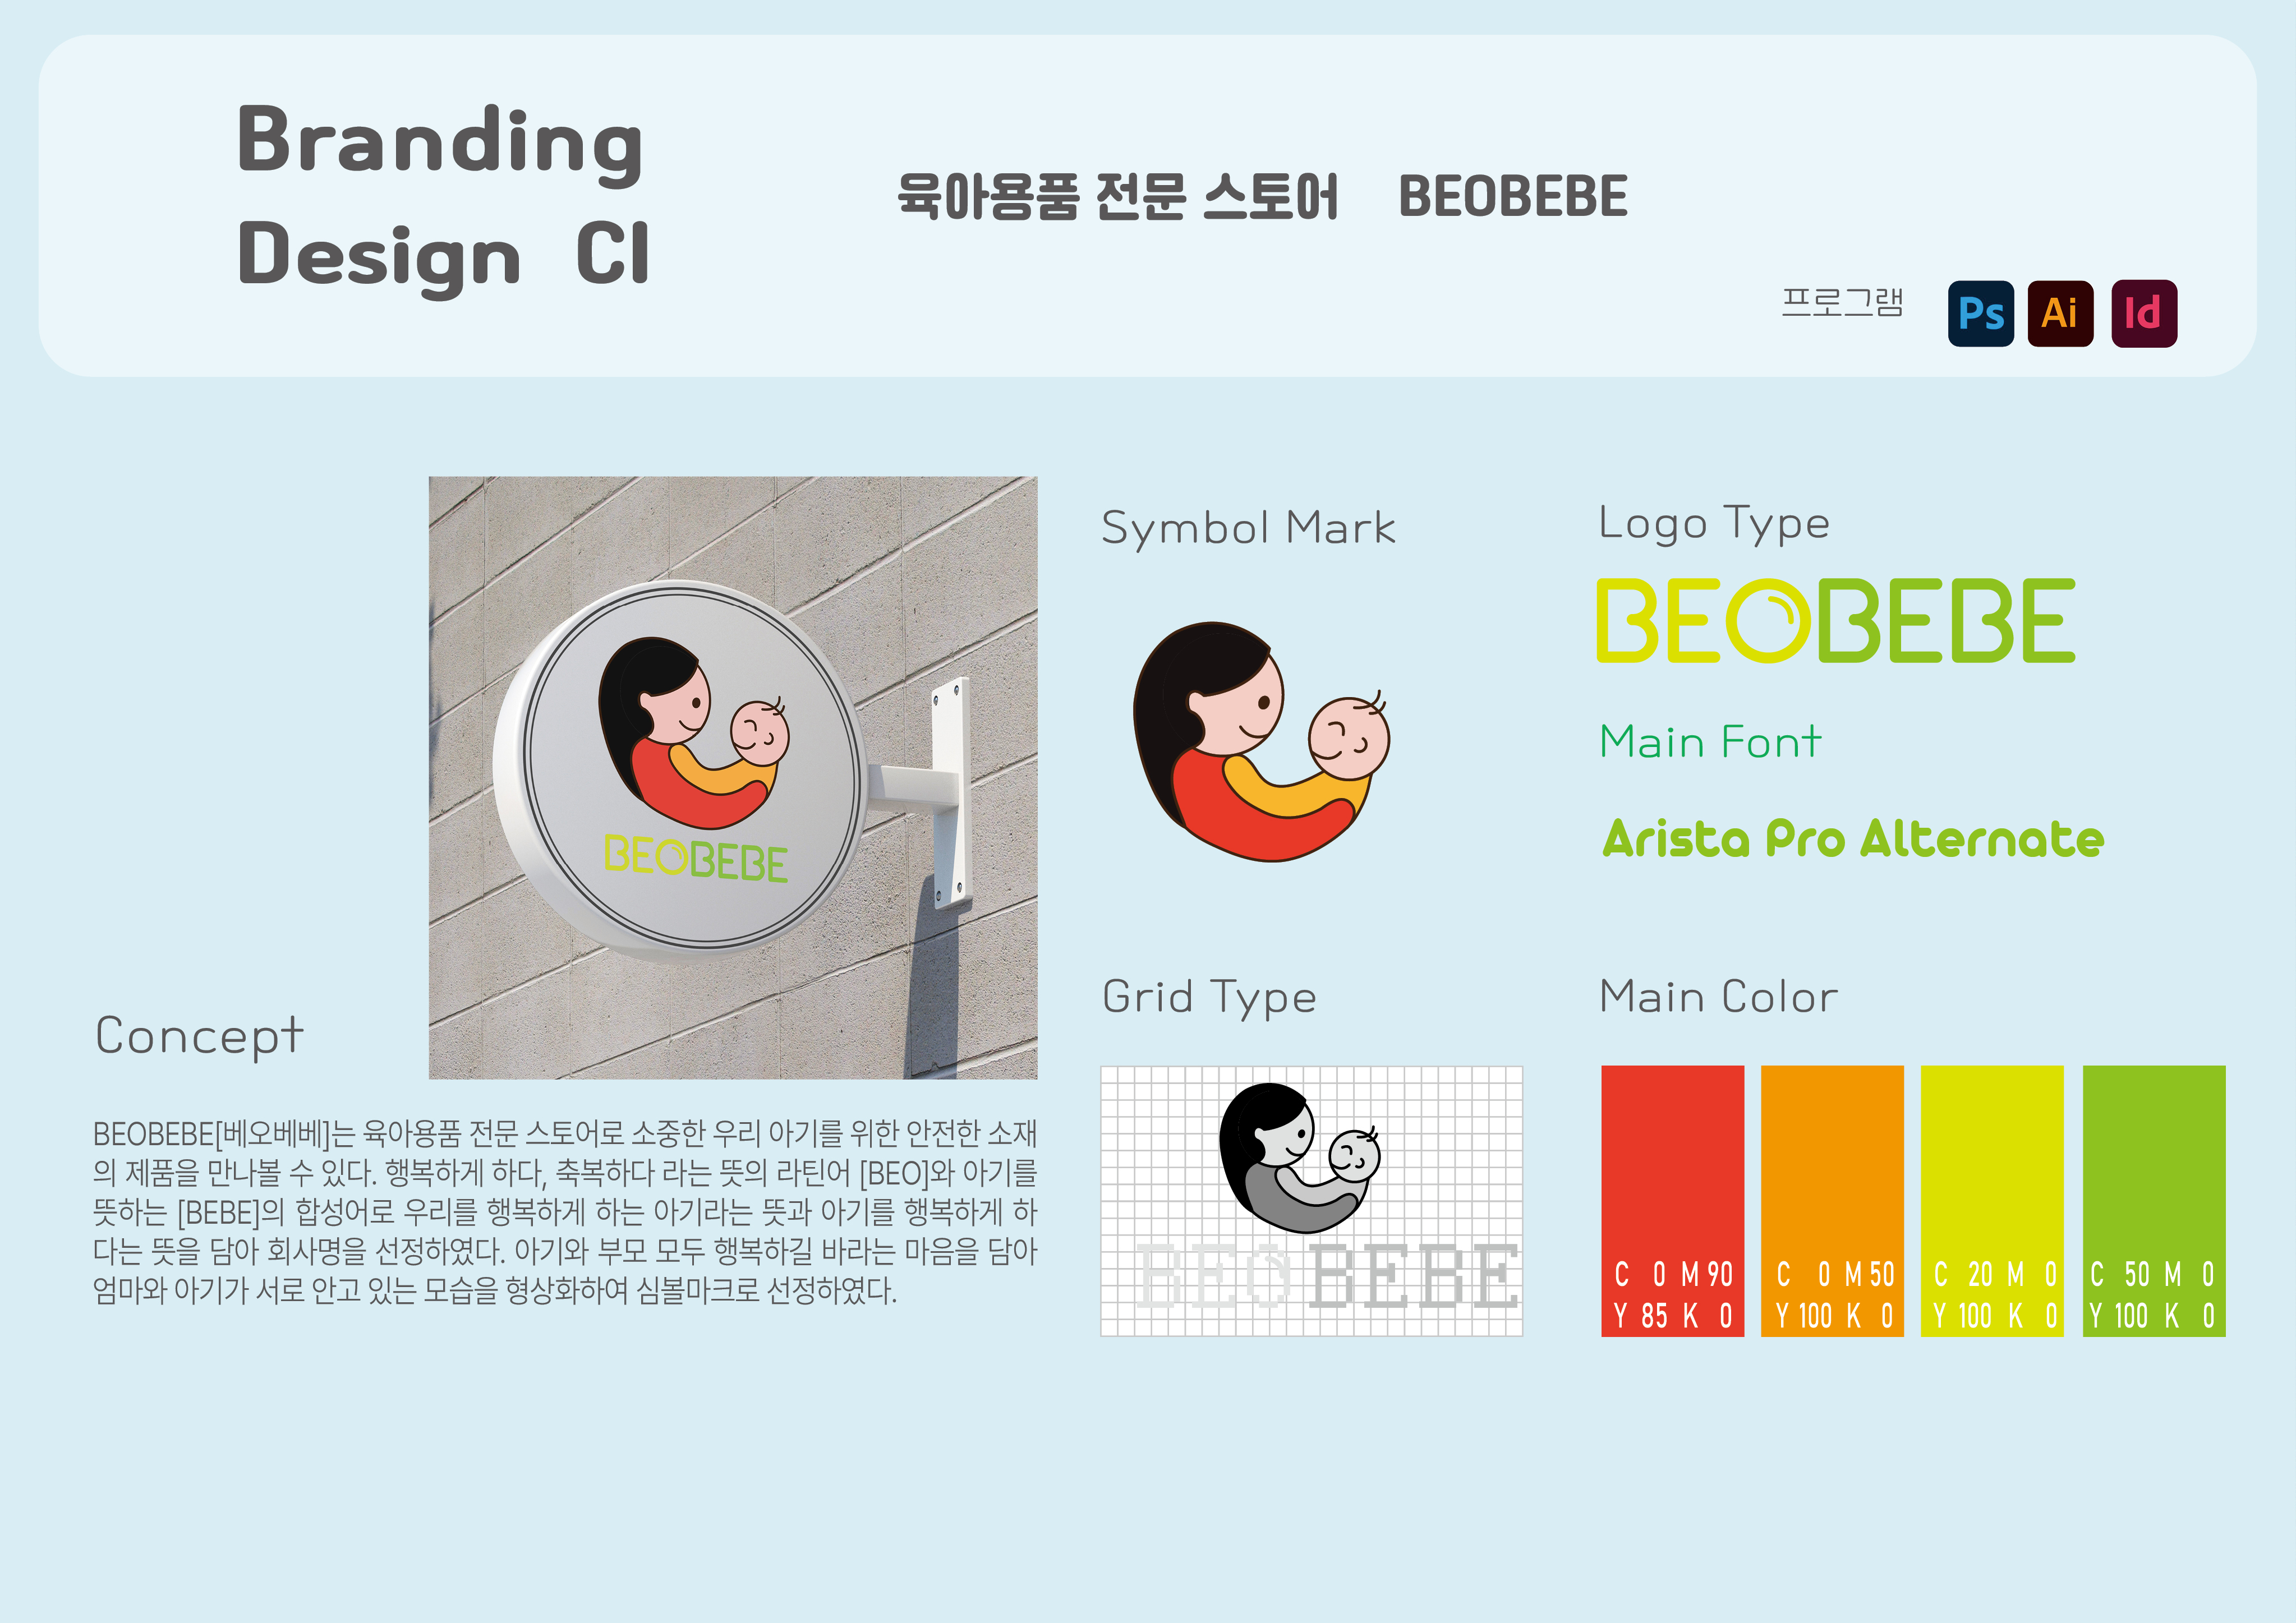 Branding
Design CI
육아용품 전문 스토어 BEOBEBE
프로그램 Ps Ai Id
BEOBEBE
Symbol Mark
Logo Type
BEOBEBE
Main Font
Arista Pro Alternate
Concept
BEOBEBE[베오베베]는 육아용품 전문 스토어로 소중한 우리 아기를 위한 안전한 소재
의 제품을 만나볼 수 있다. 행복하게 하다, 축복하다 라는 뜻의 라틴어 [BEO]와 아기를
뜻하는 [BEBE]의 합성어로 우리를 행복하게 하는 아기라는 뜻과 아기를 행복하게 하
다는 뜻을 담아 회사명을 선정하였다. 아기와 부모 모두 행복하길 바라는 마음을 담아
엄마와 아기가 서로 안고 있는 모습을 형상화하여 심볼마크로 선정하였다.
Grid Type
BEOBEBE
Main Color
C 0 M 90
Y 85 K 0
C 0 M 50
Y 100 K 0
C 20 M 0
Y 100 K 0
C 50 M 0
Y 100 K 0